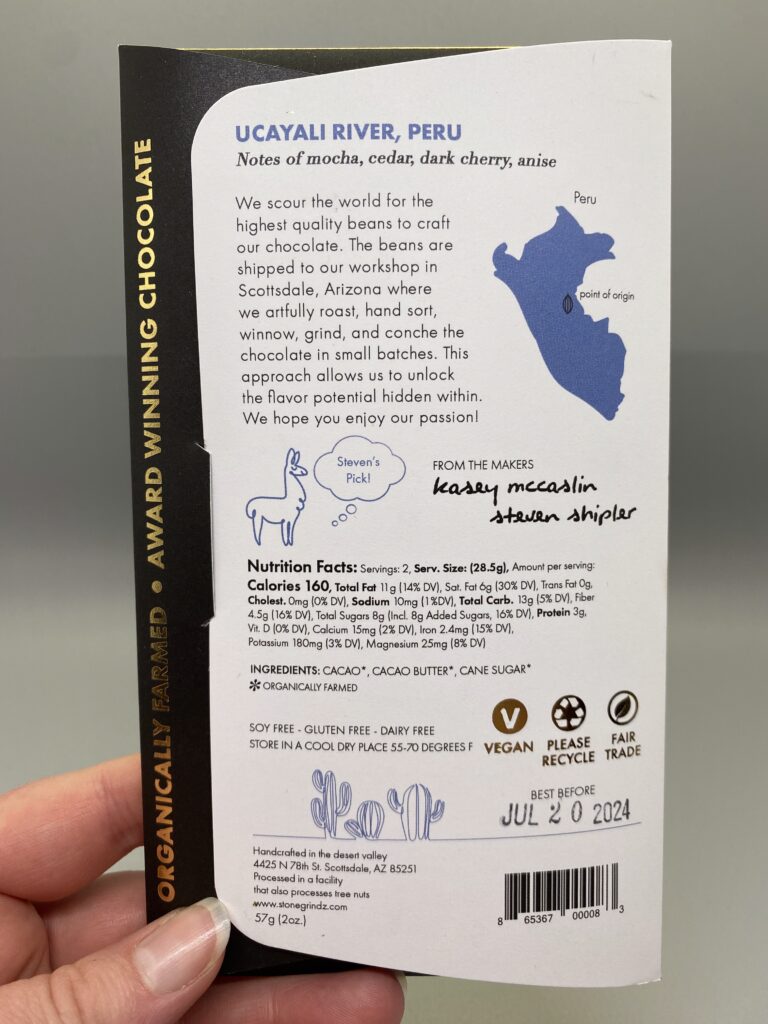 ORGANICALLY FARMED • AWARD WINNING CHOCOLATE
UCAYALI RIVER, PERU
Notes of mocha, cedar, dark cherry, anise
We scour the world for the
highest quality beans to craft
our chocolate. The beans are
shipped to our workshop in
Scottsdale, Arizona where
we artfully roast, hand sort,
winnow, grind, and conche the
chocolate in small batches. This
approach allows us to unlock
the flavor potential hidden within.
We hope you enjoy our passion!
Peru
point of origin
Steven's
Pick!
FROM THE MAKERS
kasey mccaslin
steven shipler
Nutrition Facts: Servings: 2, Serv. Size: (28.5g), Amount per serving:
Calories 160, Total Fat 11g (14% DV), Sat. Fat 6g (30% DV), Trans Fat 0g,
Cholest. 0mg (0% DV), Sodium 10mg (1%DV), Total Carb. 13g (5% DV), Fiber
4.5g (16% DV), Total Sugars 8g (Incl. 8g Added Sugars, 16% DV), Protein 3g,
Vit. D (0% DV), Calcium 15mg (2% DV), Iron 2.4mg (15% DV),
Potassium 180mg (3% DV), Magnesium 25mg (8% DV)
INGREDIENTS: CACAO*, CACAO BUTTER*, CANE SUGAR*
* ORGANICALLY FARMED
SOY FREE - GLUTEN FREE - DAIRY FREE
STORE IN A COOL DRY PLACE 55-70 DEGREES F
V
VEGAN
PLEASE
RECYCLE
FAIR
TRADE
BEST BEFORE
JUL 20 2024
Handcrafted in the desert valley
4425 N 78th St. Scottsdale, AZ 85251
Processed in a facility
that also processes tree nuts
www.stonegrindz.com
57g (2oz.)
8 65367 00008 3